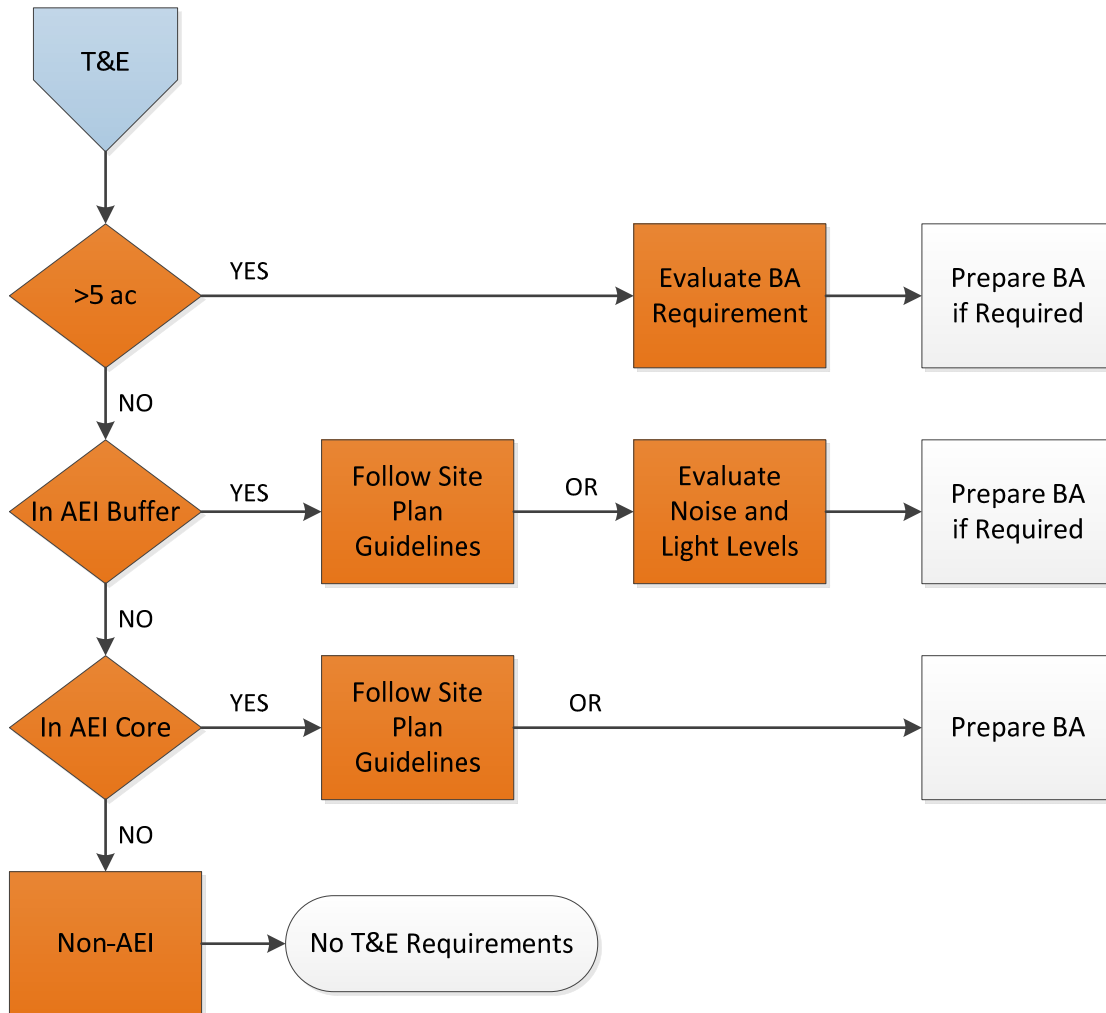 T&E
>5 ac
YES
Evaluate BA
Requirement
Prepare BA
if Required
NO
In AEI Buffer
YES
Follow Site
Plan
Guidelines
OR
Evaluate
Noise and
Light Levels
Prepare BA
if Required
NO
In AEI Core
YES
Follow Site
Plan
Guidelines
OR
Prepare BA
NO
Non-AEI
No T&E Requirements